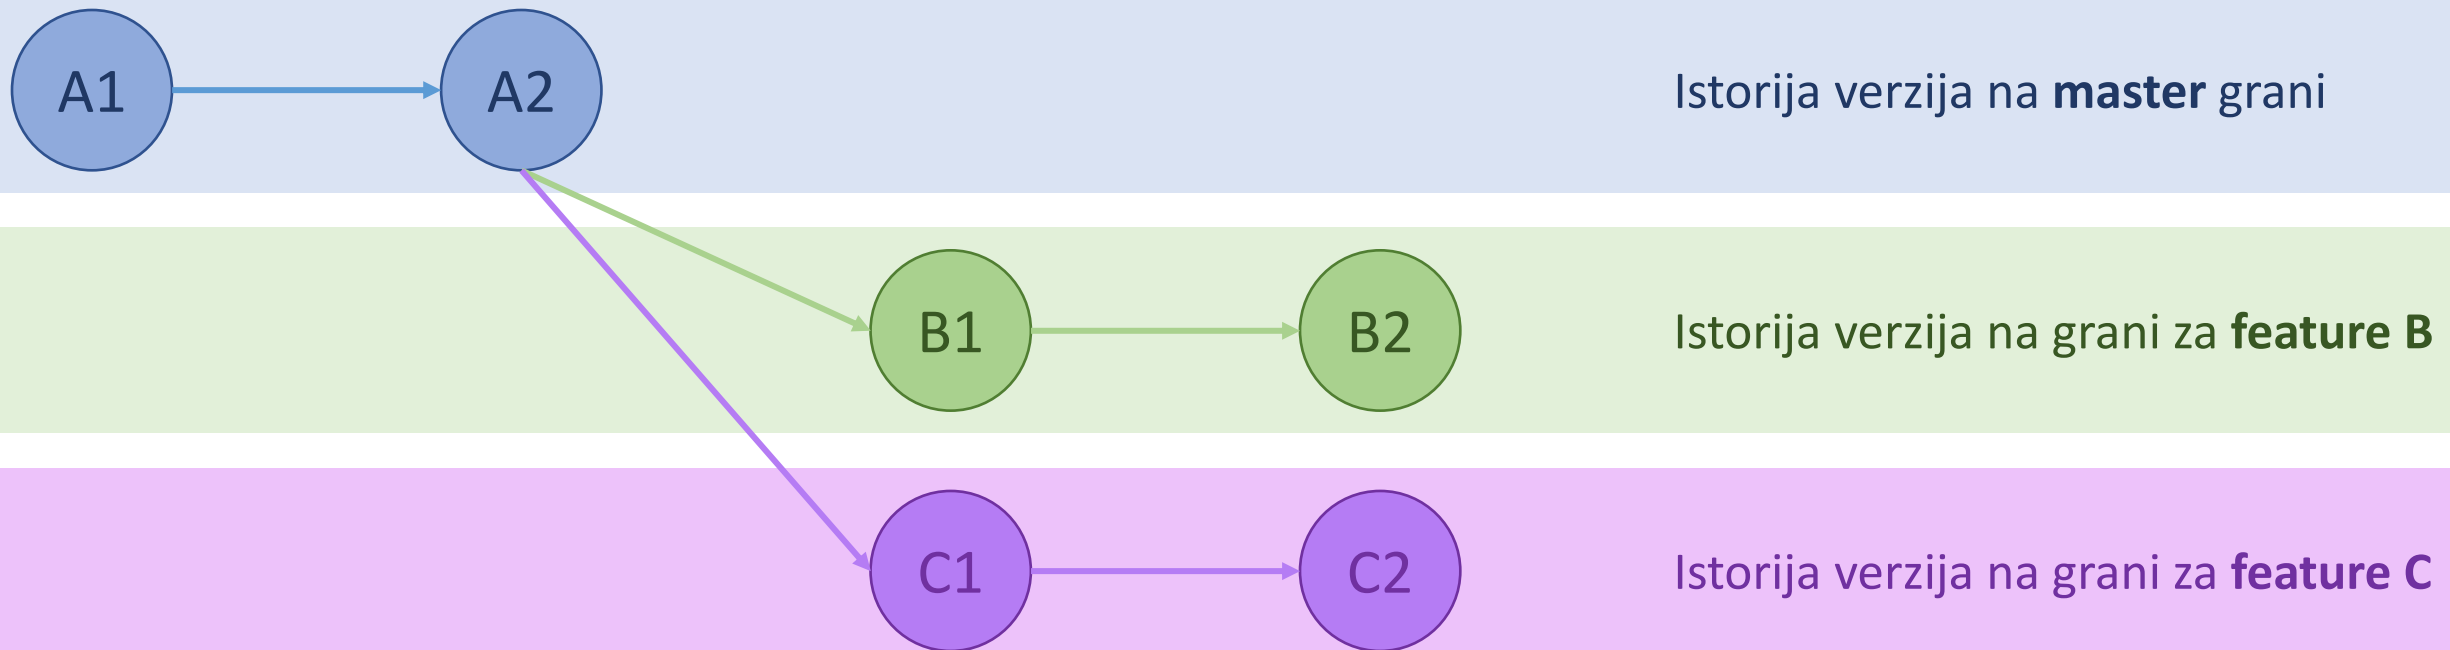 A1
A2
Istorija verzija na master grani
B1
B2
Istorija verzija na grani za feature B
C1
C2
Istorija verzija na grani za feature C